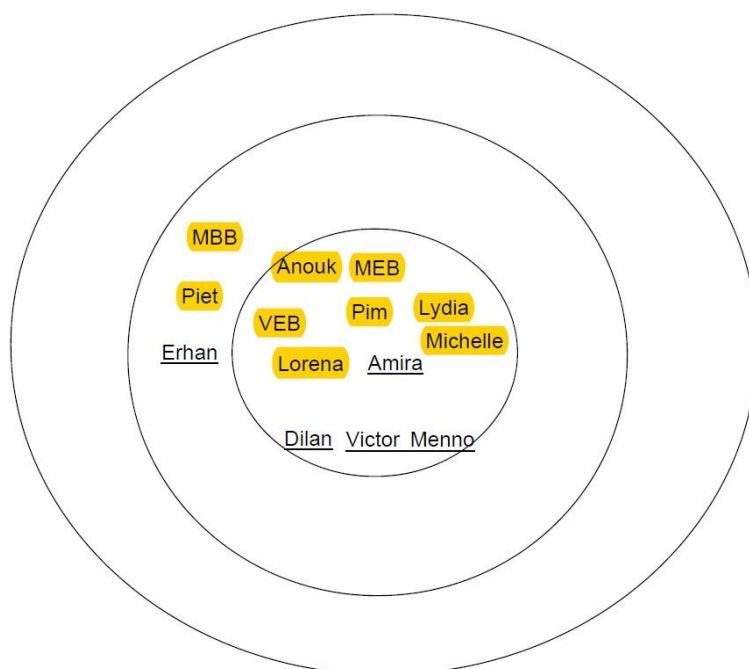 MBB
Anouk MEB
Piet
Lydia
Pim
VEB
Michelle
Erhan
Lorena Amira
Dilan Victor Menno